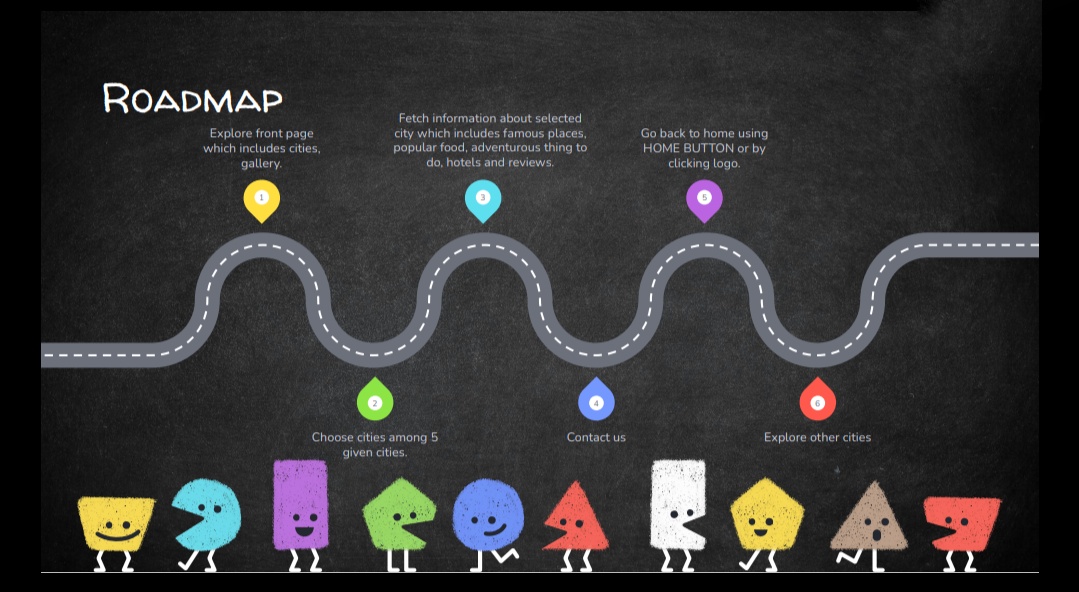 ROADMAP
Explore front page
which includes cities,
gallery.
1
Fetch information about selected
city which includes famous places,
popular food, adventurous thing to
do, hotels and reviews.
3
Go back to home using
HOME BUTTON or by
clicking logo.
5
2
Choose cities among 5
given cities.
4
Contact us
6
Explore other cities